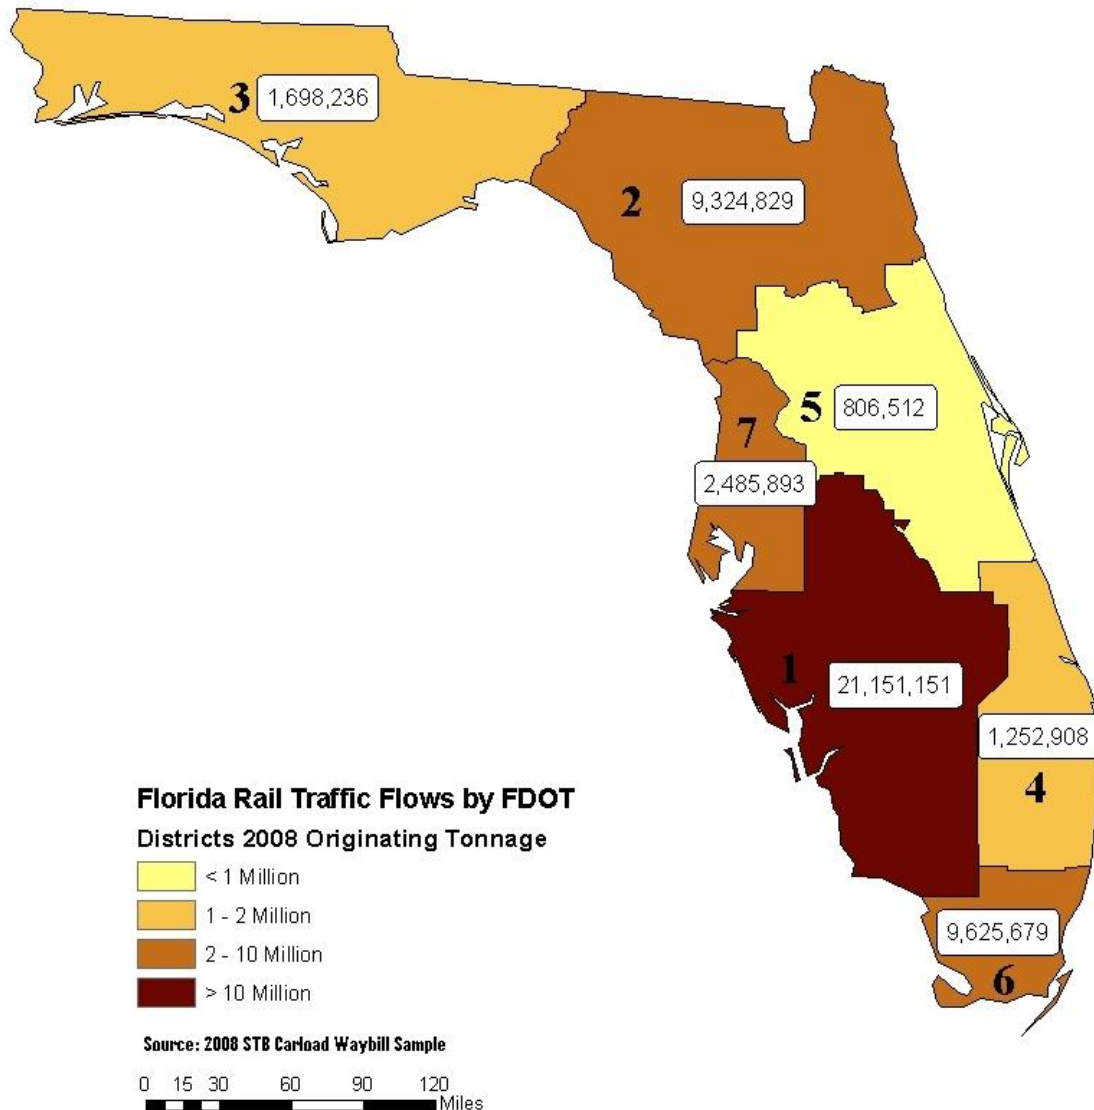 3 1,698,236
2 9,324,829
5 806,512
7
2,485,893
1 21,151,151
1,252,908
4
9,625,679
6
Florida Rail Traffic Flows by FDOT
Districts 2008 Originating Tonnage
< 1 Million
1 - 2 Million
2 - 10 Million
> 10 Million
Source: 2008 STB Carload Waybill Sample
0 15 30 60 90 120
Miles